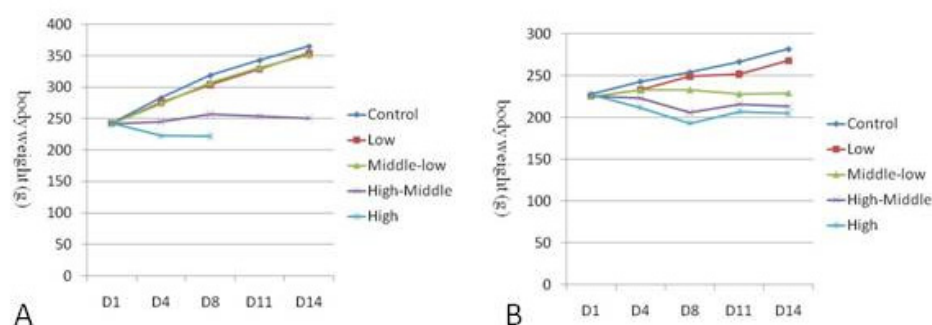 400
350
300
250
200
150
100
50
0
body weight (g)
D1 D4 D8 D11 D14
Control
Low
Middle-low
High-Middle
High
A
300
250
200
150
100
50
0
body weight (g)
D1 D4 D8 D11 D14
Control
Low
Middle-low
High-Middle
High
B